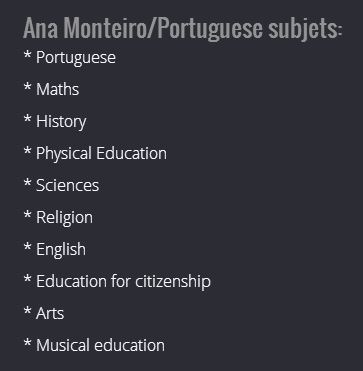 Ana Monteiro/Portuguese subjets:
* Portuguese
* Maths
* History
* Physical Education
* Sciences
* Religion
* English
* Education for citizenship
* Arts
* Musical education